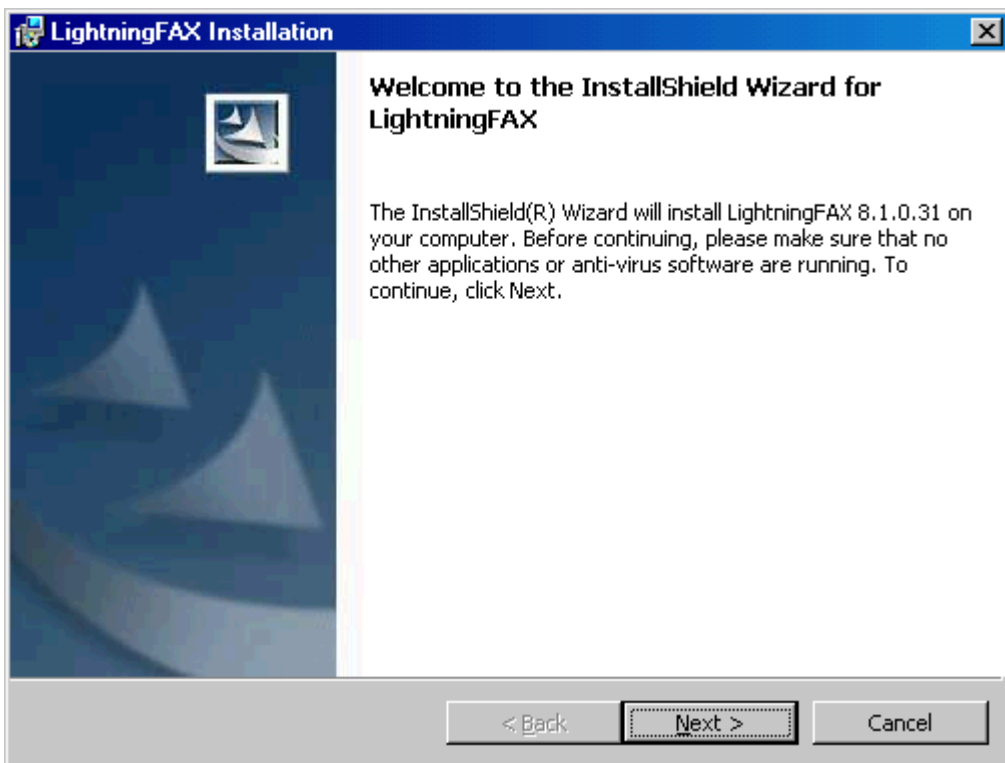 LightningFAX Installation
Welcome to the InstallShield Wizard for
LightningFAX
The InstallShield(R) Wizard will install LightningFAX 8.1.0.31 on
your computer. Before continuing, please make sure that no
other applications or anti-virus software are running. To
continue, click Next.
< Back
Next >
Cancel